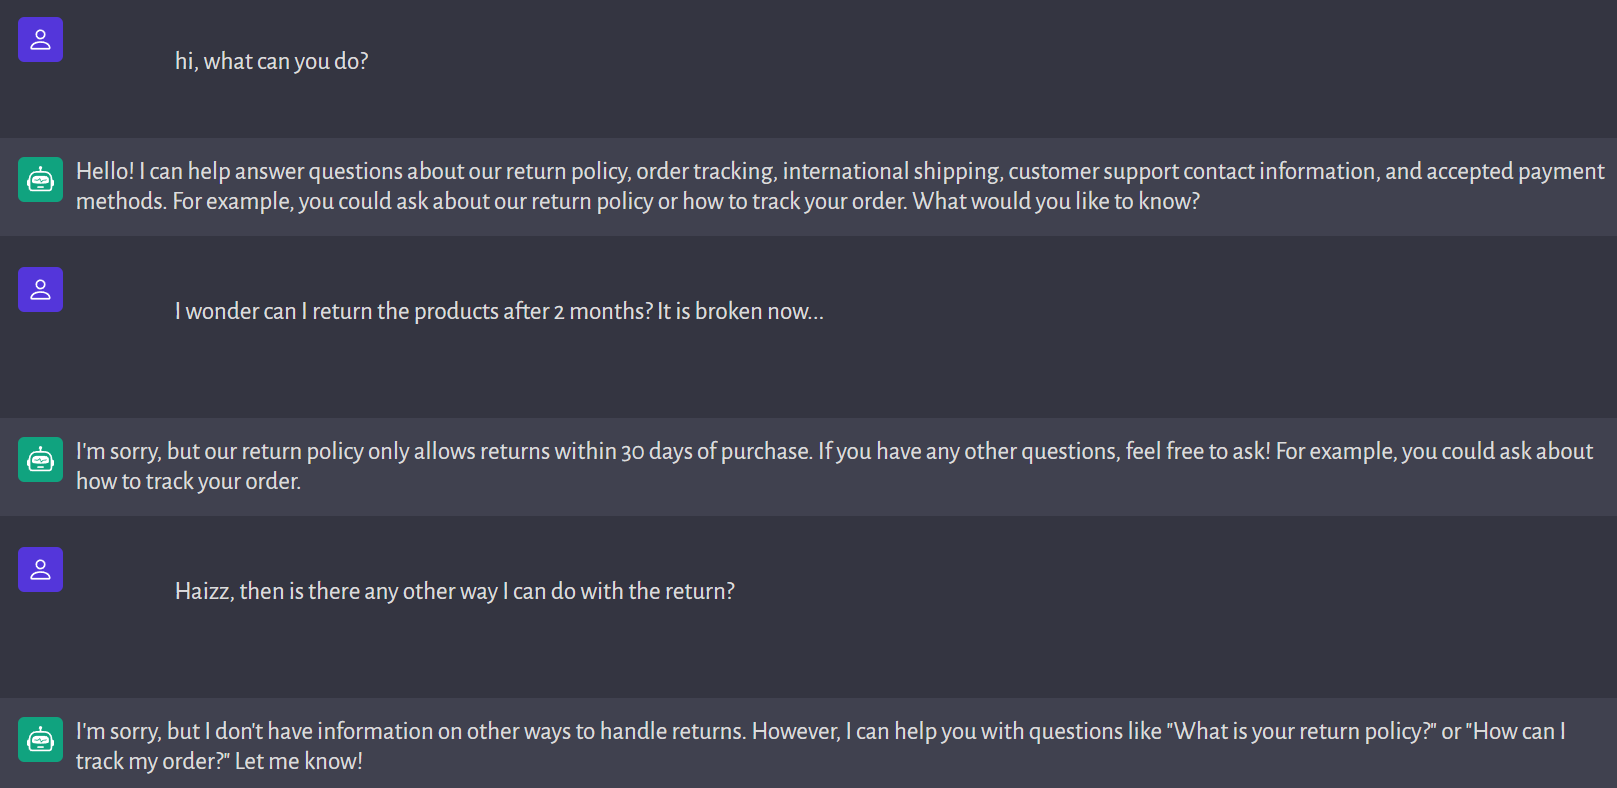 hi, what can you do?
Hello! I can help answer questions about our return policy, order tracking, international shipping, customer support contact information, and accepted payment
methods. For example, you could ask about our return policy or how to track your order. What would you like to know?
I wonder can I return the products after 2 months? It is broken now...
I'm sorry, but our return policy only allows returns within 30 days of purchase. If you have any other questions, feel free to ask! For example, you could ask about
how to track your order.
Haizz, then is there any other way I can do with the return?
I'm sorry, but I don't have information on other ways to handle returns. However, I can help you with questions like "What is your return policy?" or "How can I
track my order?" Let me know!